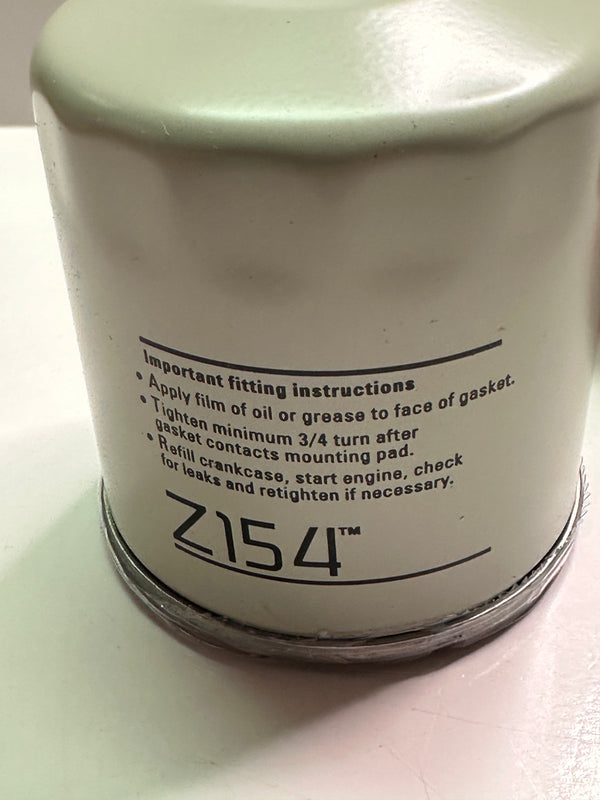 Important fitting instructions
• Apply film of oil or grease to face of gasket.
• Tighten minimum 3/4 turn after
gasket contacts mounting pad.
• Refill crankcase, start engine, check
for leaks and retighten if necessary.
Z154™